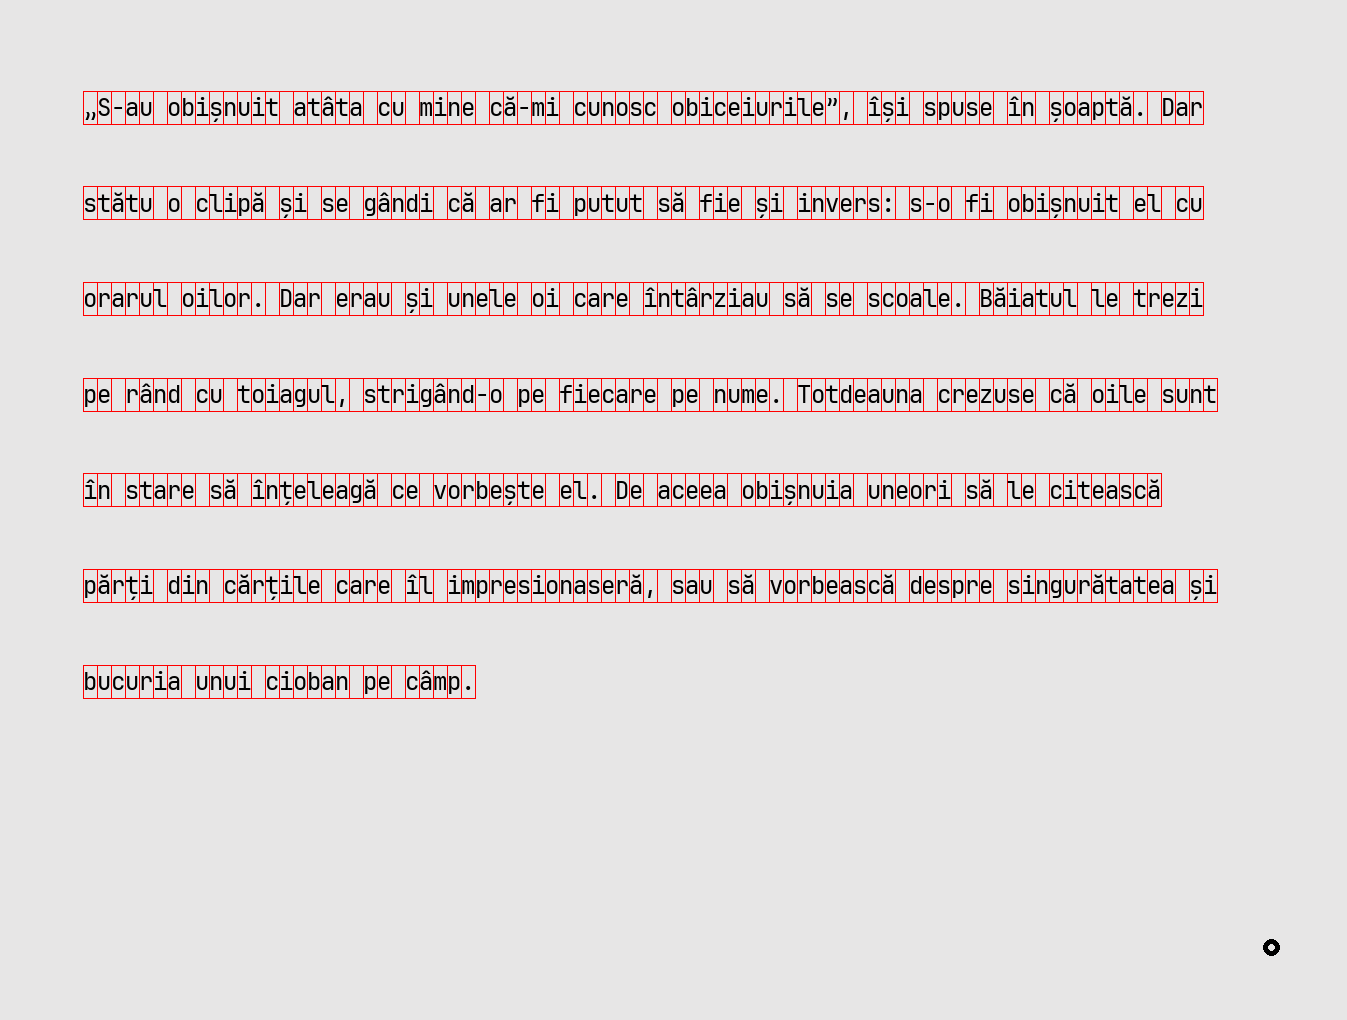 „S-au obișnuit atâta cu mine că-mi cunosc obiceiurile”, își spuse în șoaptă. Dar
stătu o clipă și se gândi că ar fi putut să fie și invers: s-o fi obișnuit el cu
orarul oilor. Dar erau și unele oi care întârziau să se scoale. Băiatul le trezi
pe rând cu toiagul, strigând-o pe fiecare pe nume. Totdeauna crezuse că oile sunt
în stare să înțeleagă ce vorbește el. De aceea obișnuia uneori să le citească
părți din cărțile care îl impresionaseră, sau să vorbească despre singurătatea și
bucuria unui cioban pe câmp.